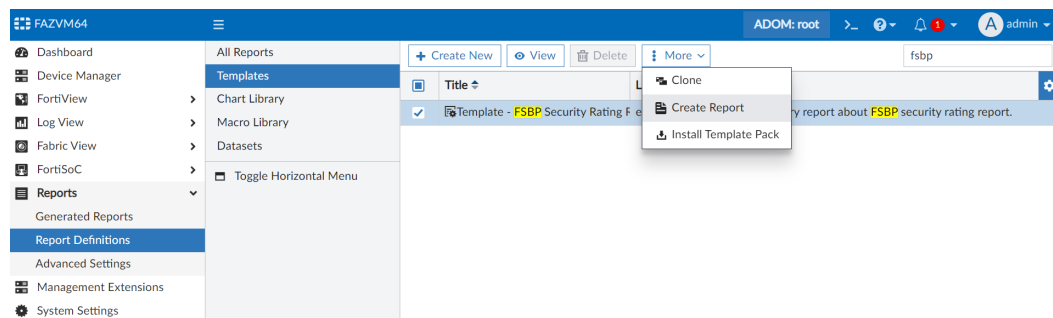 FAZVM64
ADOM: root
1
A admin
Dashboard
Device Manager
FortiView
Log View
Fabric View
FortiSoC
Reports
Generated Reports
Report Definitions
Advanced Settings
Management Extensions
System Settings
All Reports
Templates
Chart Library
Macro Library
Datasets
Toggle Horizontal Menu
+ Create New View Delete More fsbp
Title L
Template - FSBP Security Rating R e y report about FSBP security rating report.
Clone
Create Report
Install Template Pack